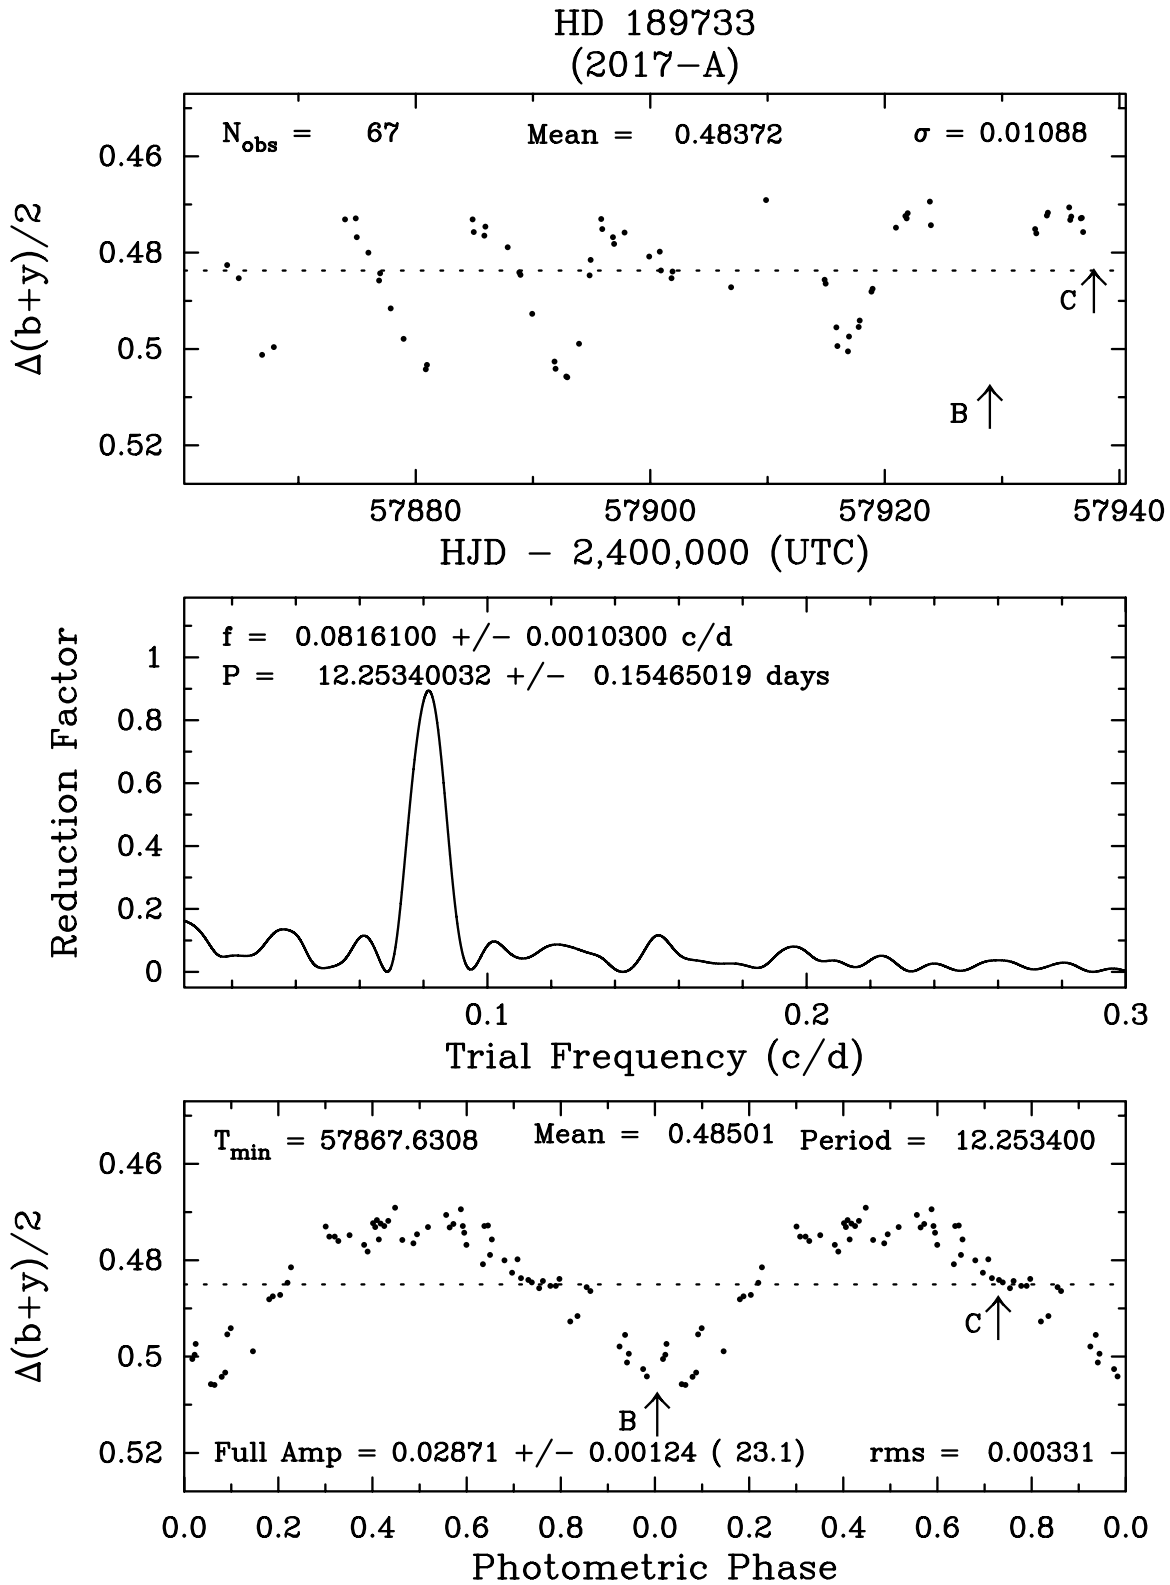 HD 189733
(2017−A)
N_obs = 67 Mean = 0.48372 σ = 0.01088
0.46
0.48
0.5
0.52
Δ(b+y)/2
C
B
57880 57900 57920 57940
HJD − 2,400,000 (UTC)
f = 0.0816100 +/− 0.0010300 c/d
P = 12.25340032 +/− 0.15465019 days
1
0.8
0.6
0.4
0.2
0
Reduction Factor
0.1 0.2 0.3
Trial Frequency (c/d)
T_min = 57867.6308 Mean = 0.48501 Period = 12.253400
0.46
0.48
0.5
0.52
Δ(b+y)/2
C
B
Full Amp = 0.02871 +/− 0.00124 ( 23.1) rms = 0.00331
0.0 0.2 0.4 0.6 0.8 0.0 0.2 0.4 0.6 0.8 0.0
Photometric Phase